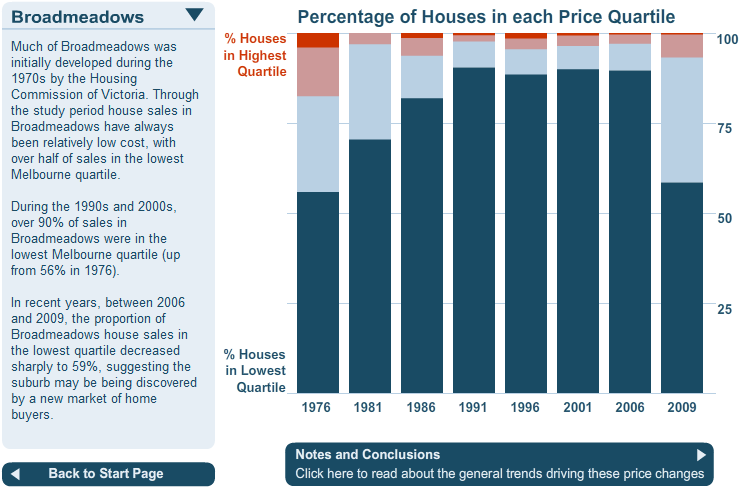 Broadmeadows
Much of Broadmeadows was
initially developed during the
1970s by the Housing
Commission of Victoria. Through
the study period house sales in
Broadmeadows have always
been relatively low cost, with
over half of sales in the lowest
Melbourne quartile.
During the 1990s and 2000s,
over 90% of sales in
Broadmeadows were in the
lowest Melbourne quartile (up
from 56% in 1976).
In recent years, between 2006
and 2009, the proportion of
Broadmeadows house sales in
the lowest quartile decreased
sharply to 59%, suggesting the
suburb may be being discovered
by a new market of home
buyers.
Back to Start Page
Percentage of Houses in each Price Quartile
% Houses
in Highest
Quartile
100
75
50
25
% Houses
in Lowest
Quartile
1976 1981 1986 1991 1996 2001 2006 2009
Notes and Conclusions
Click here to read about the general trends driving these price changes